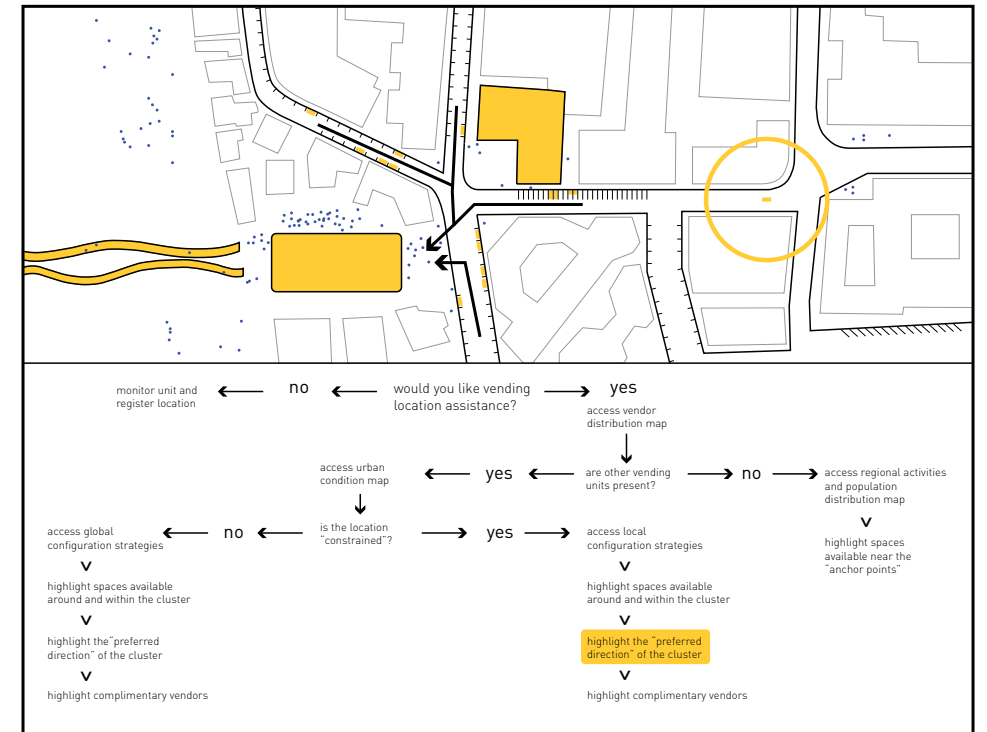 monitor unit and
register location
no
would you like vending
location assistance?
yes
access vendor
distribution map
access urban
condition map
yes
are other vending
units present?
no
access regional activities
and population
distribution map
access global
configuration strategies
no
is the location
“constrained”?
yes
access local
configuration strategies
highlight spaces
available near the
“anchor points”
highlight spaces available
around and within the cluster
highlight spaces available
around and within the cluster
highlight the“preferred
direction” of the cluster
highlight the “preferred
direction” of the cluster
highlight complimentary vendors
highlight complimentary vendors